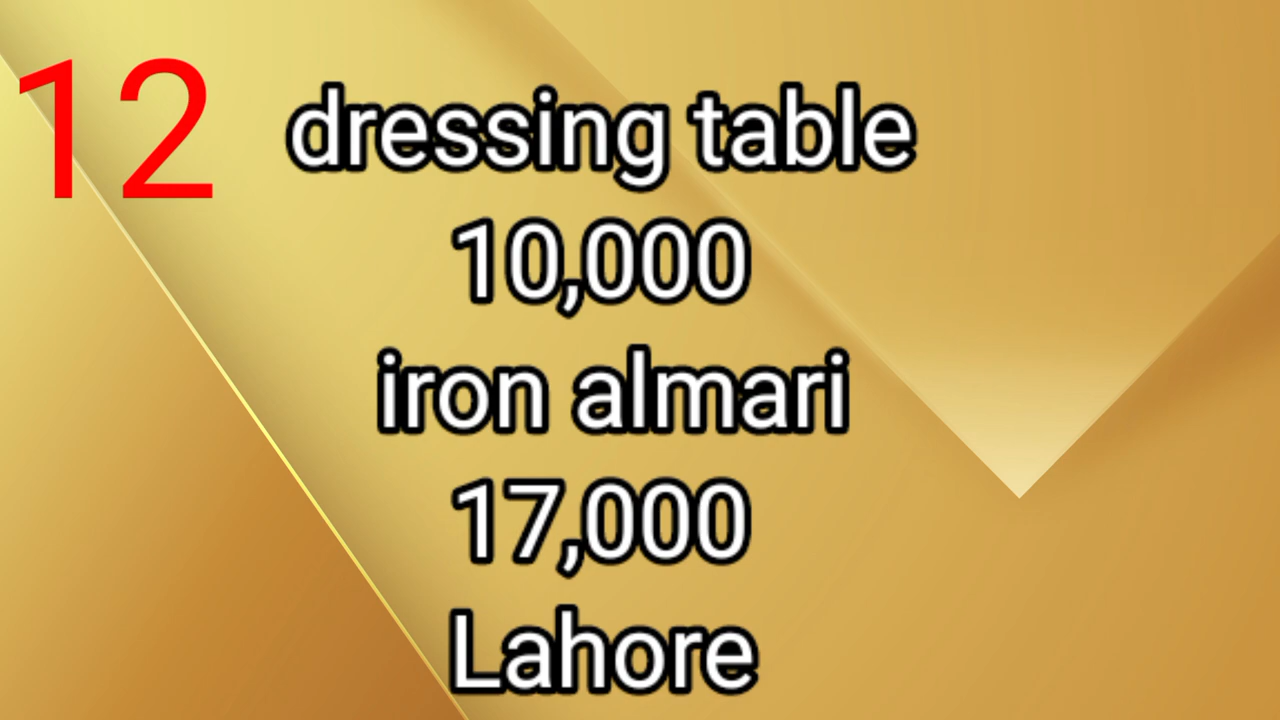 12
dressing table
10,000
iron almari
17,000
Lahore